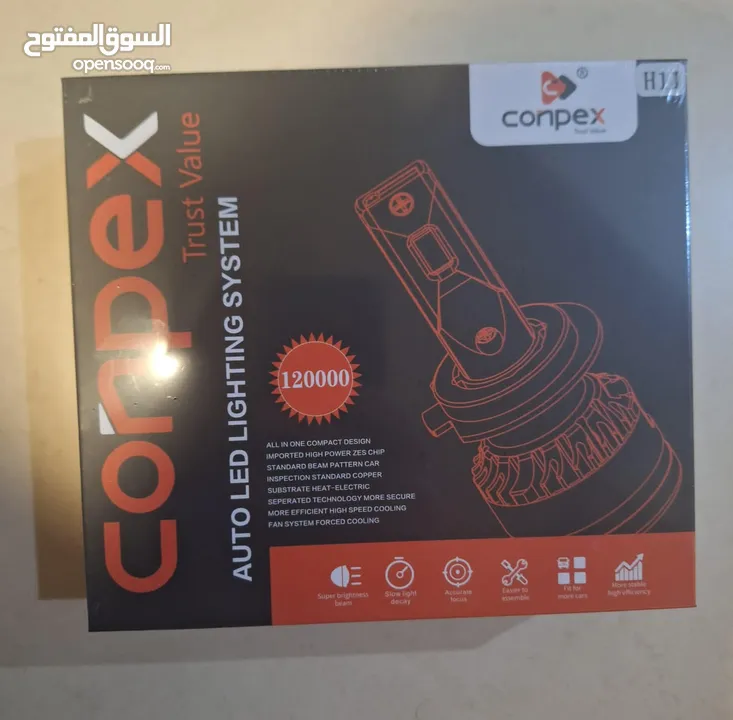 السوق المفتوح
opensooq.com
conpex
Trust Value
H11
conpex
Trust Value
AUTO LED LIGHTING SYSTEM
120000
ALL IN ONE COMPACT DESIGN
IMPORTED HIGH POWER ZES CHIP
STANDARD BEAM PATTERN CAR
INSPECTION STANDARD COPPER
SUBSTRATE HEAT-ELECTRIC
SEPERATED TECHNOLOGY MORE SECURE
MORE EFFICIENT HIGH SPEED COOLING
FAN SYSTEM FORCED COOLING
Super brightness
beam
Slow light
decay
Accurate
focus
Easier to
assemble
Fit for
more cars
More stable
high efficiency